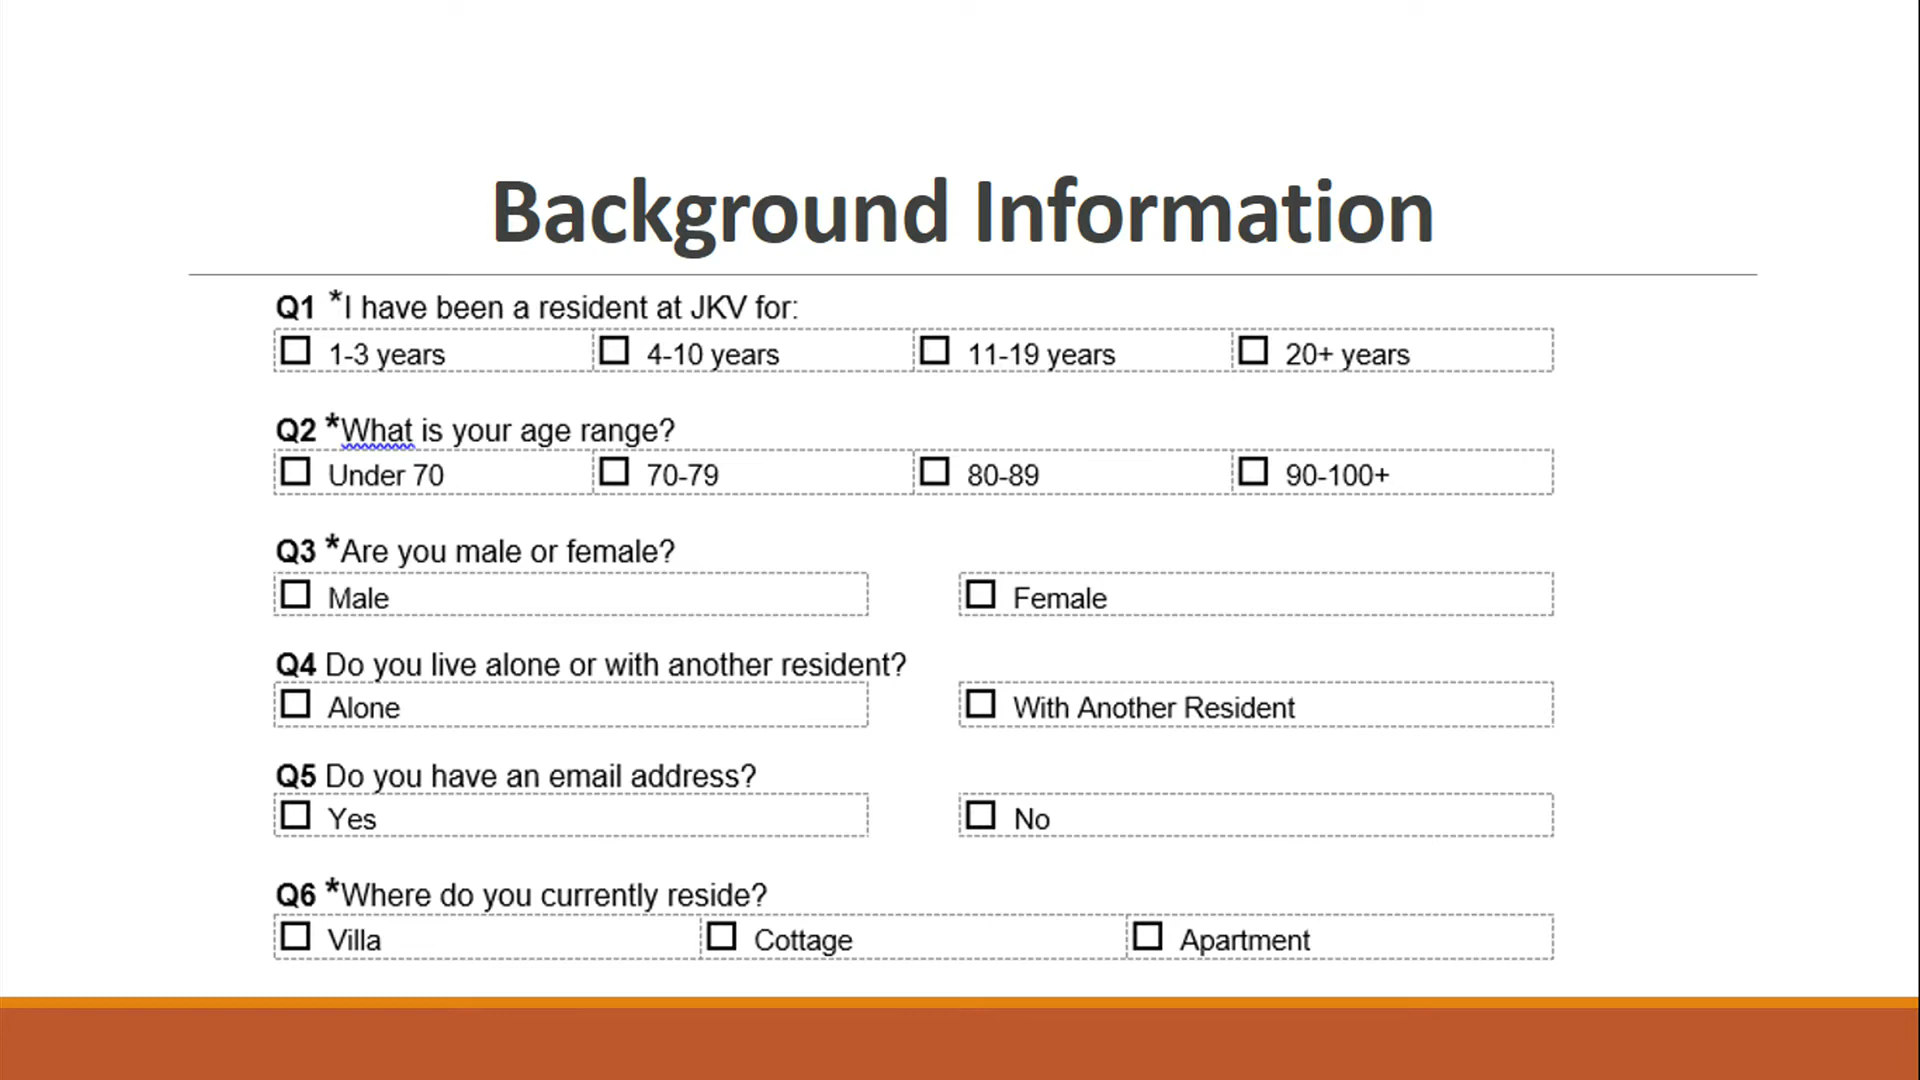 Background Information
Q1 *I have been a resident at JKV for:
1-3 years 4-10 years 11-19 years 20+ years
Q2 *What is your age range?
Under 70 70-79 80-89 90-100+
Q3 *Are you male or female?
Male Female
Q4 Do you live alone or with another resident?
Alone With Another Resident
Q5 Do you have an email address?
Yes No
Q6 *Where do you currently reside?
Villa Cottage Apartment